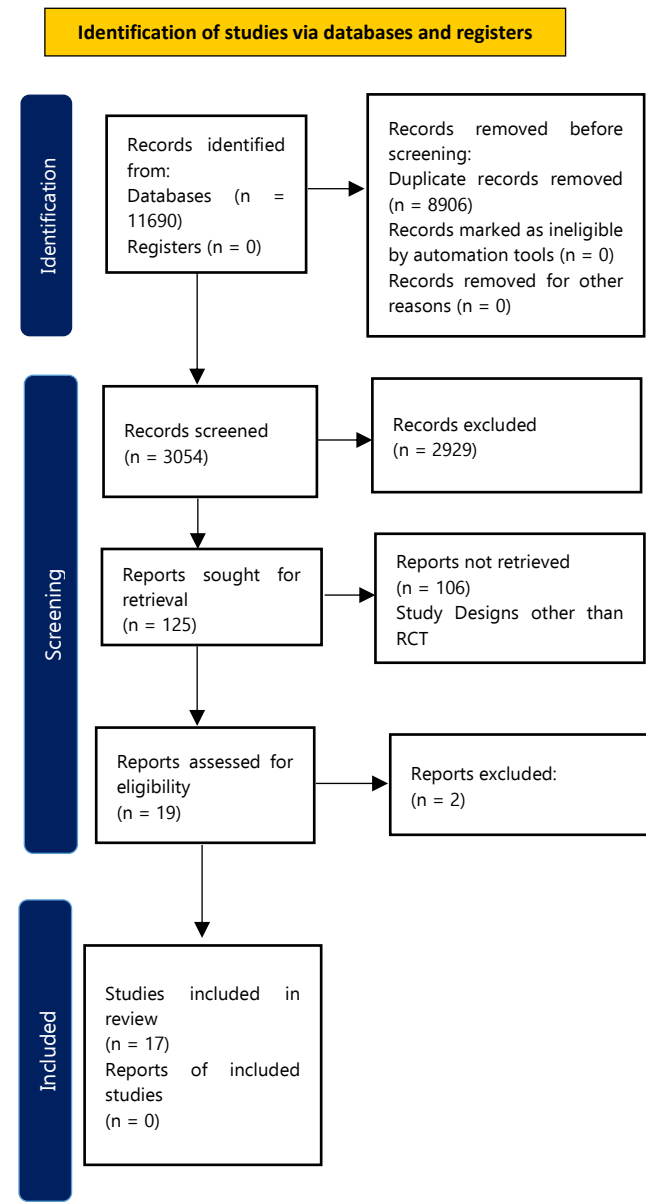 Identification of studies via databases and registers
Identification
Records identified
from:
Databases (n =
11690)
Registers (n = 0)
Records removed before
screening:
Duplicate records removed
(n = 8906)
Records marked as ineligible
by automation tools (n = 0)
Records removed for other
reasons (n = 0)
Screening
Records screened
(n = 3054)
Records excluded
(n = 2929)
Reports sought for
retrieval
(n = 125)
Reports not retrieved
(n = 106)
Study Designs other than
RCT
Reports assessed for
eligibility
(n = 19)
Reports excluded:
(n = 2)
Included
Studies included in
review
(n = 17)
Reports of included
studies
(n = 0)